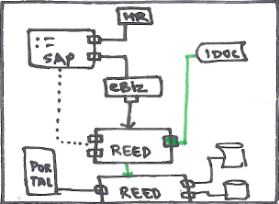 HR
SAP
IDOC
eBiz
REED
POR
TAL
REED